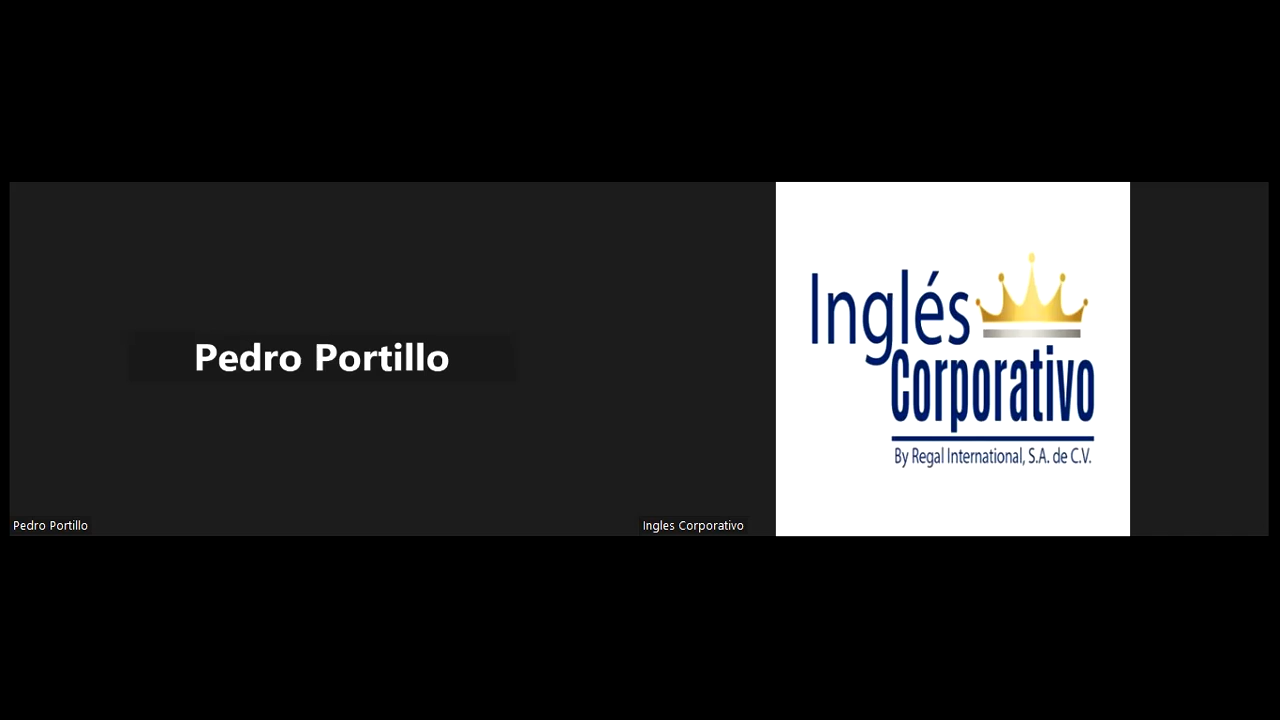 Pedro Portillo
Pedro Portillo
Ingles Corporativo
Inglés
Corporativo
By Regal International, S.A. de C.V.